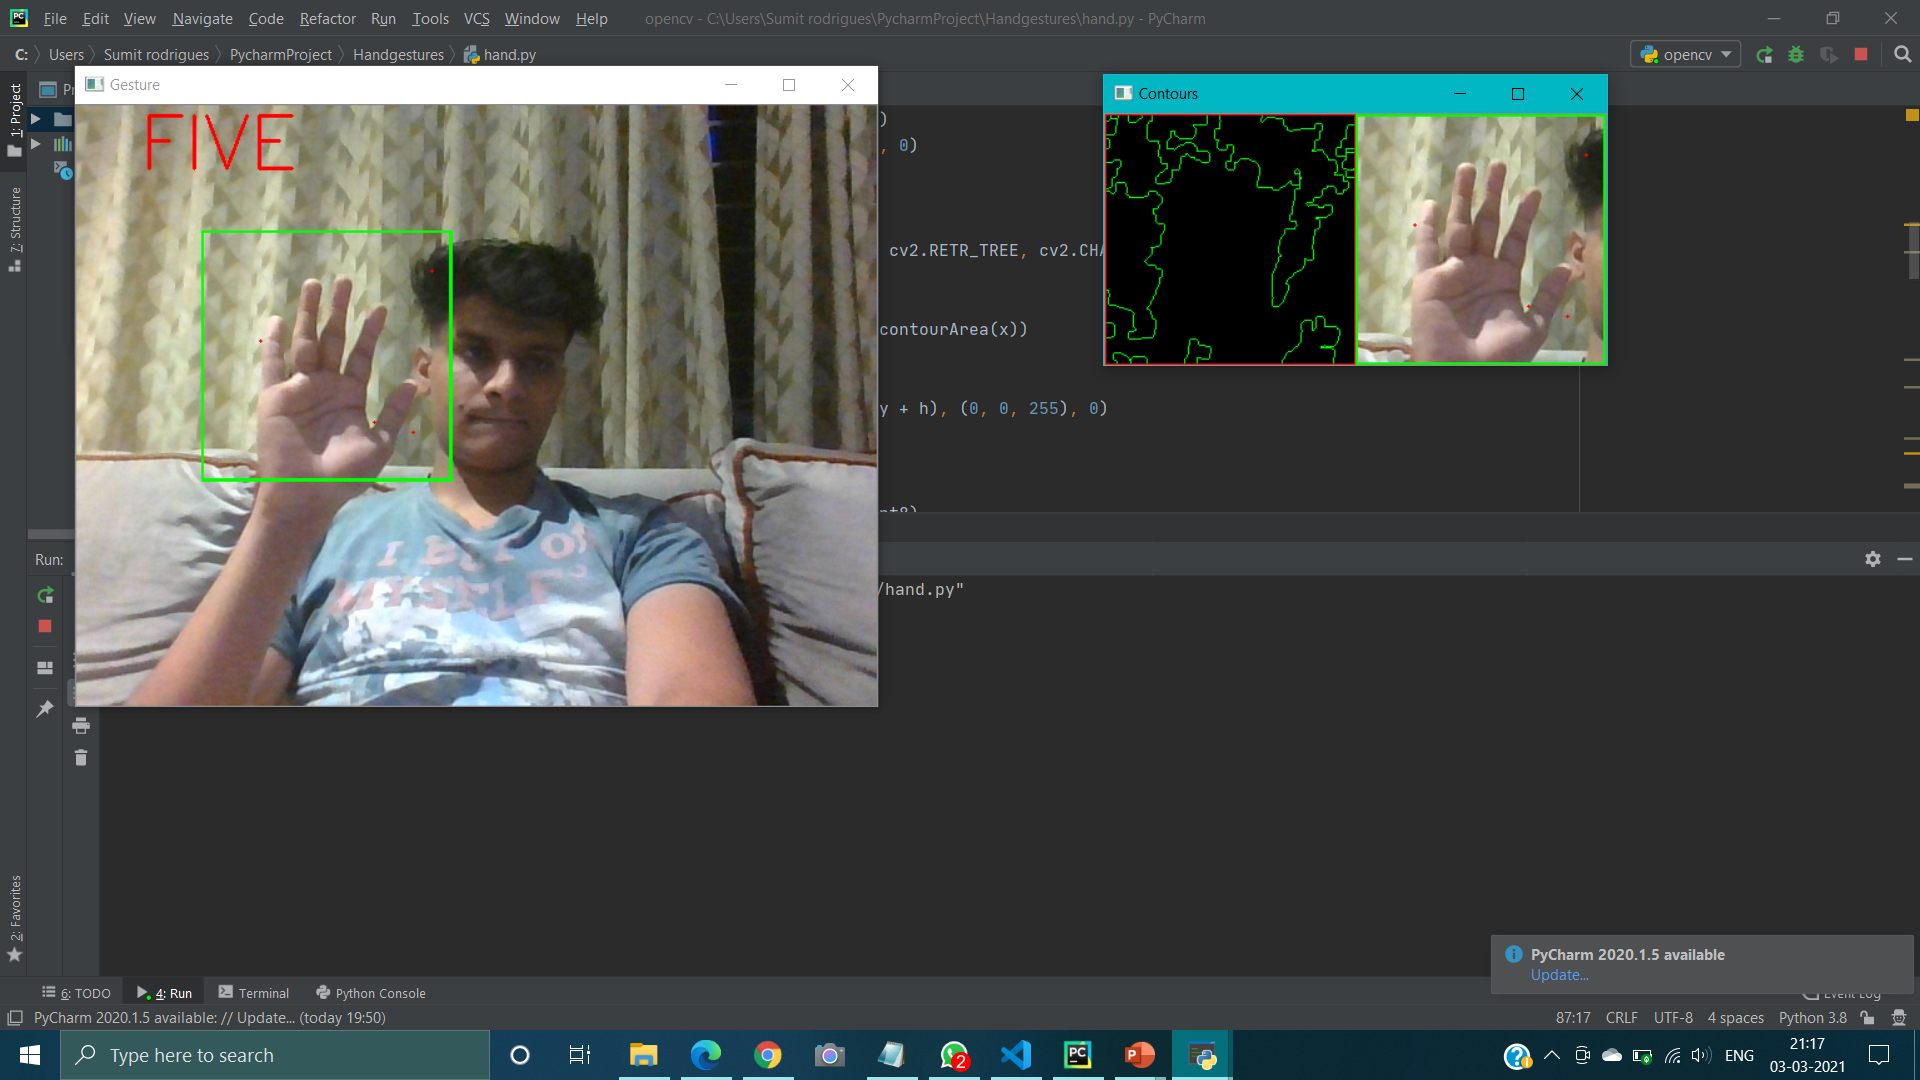 File Edit View Navigate Code Refactor Run Tools VCS Window Help opencv - C:\Users\Sumit rodrigues\PycharmProject\Handgestures\hand.py - PyCharm
C: Users Sumit rodrigues PycharmProject Handgestures hand.py opencv
1: Project
7: Structure
2: Favorites
Gesture
FIVE
Contours
)
, 0)
cv2.RETR_TREE, cv2.CHA
contourArea(x))
y + h), (0, 0, 255), 0)
Run:
/hand.py"
PyCharm 2020.1.5 available
Update...
6: TODO 4: Run Terminal Python Console Event Log
PyCharm 2020.1.5 available: // Update... (today 19:50) 87:17 CRLF UTF-8 4 spaces Python 3.8
Type here to search 2 ENG 21:17
03-03-2021